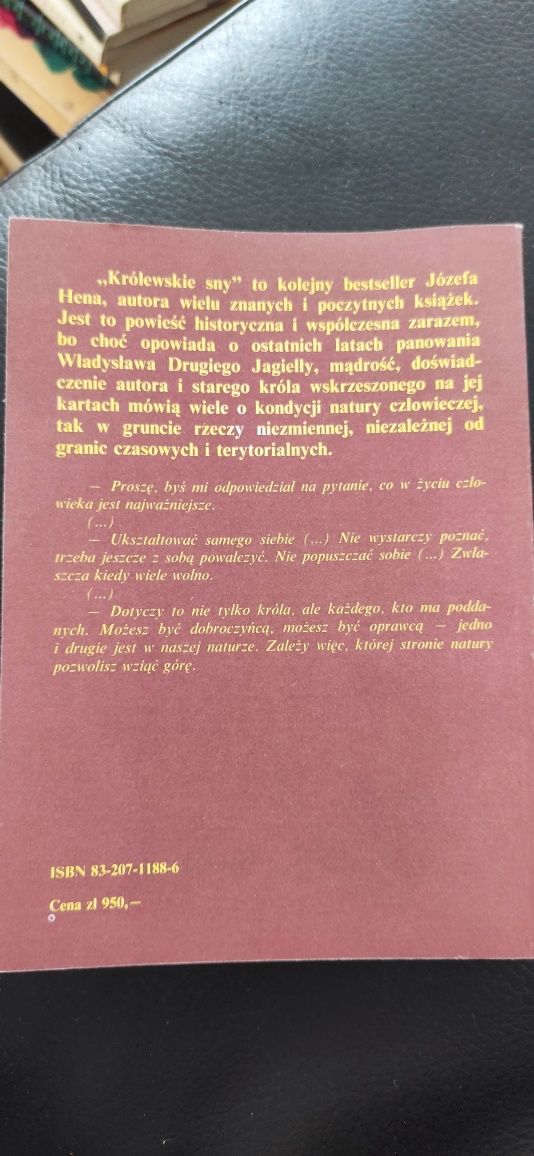 „Królewskie sny” to kolejny bestseller Józefa
Hena, autora wielu znanych i poczytnych książek.
Jest to powieść historyczna i współczesna zarazem,
bo choć opowiada o ostatnich latach panowania
Władysława Drugiego Jagiełły, mądrość, doświad-
czenie autora i starego króla wskrzeszonego na jej
kartach mówią wiele o kondycji natury człowieczej,
tak w gruncie rzeczy niezmiennej, niezależnej od
granic czasowych i terytorialnych.
— Proszę, byś mi odpowiedział na pytanie, co w życiu czło-
wieka jest najważniejsze.
(...)
— Ukształtować samego siebie (...) Nie wystarczy poznać,
trzeba jeszcze z sobą powalczyć. Nie popuszczać sobie (...) Zwła-
szcza kiedy wiele wolno.
(...)
— Dotyczy to nie tylko króla, ale każdego, kto ma podda-
nych. Możesz być dobroczyńcą, możesz być oprawcą — jedno
i drugie jest w naszej naturze. Zależy więc, której stronie natury
pozwolisz wziąć górę.
ISBN 83-207-1188-6
Cena zł 950,—